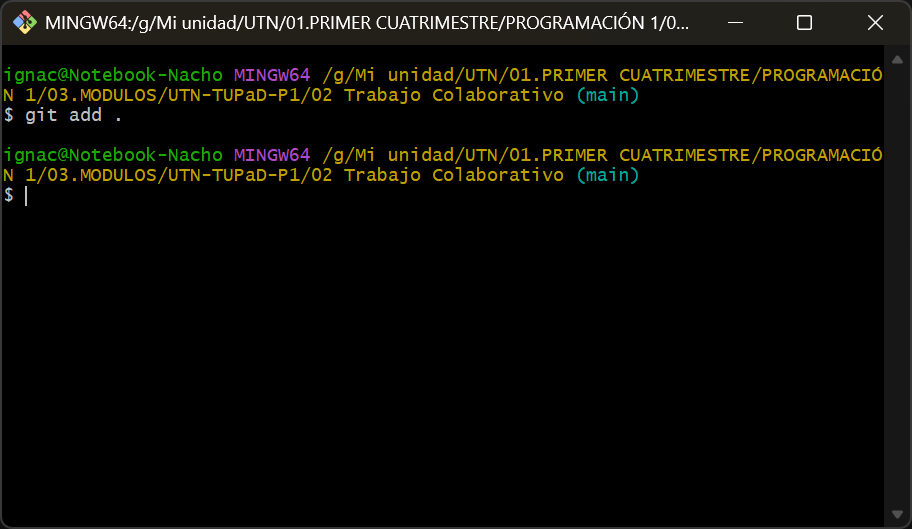 MINGW64:/g/Mi unidad/UTN/01.PRIMER CUATRIMESTRE/PROGRAMACIÓN 1/0...
ignac@Notebook-Nacho MINGW64 /g/Mi unidad/UTN/01.PRIMER CUATRIMESTRE/PROGRAMACIÓ
N 1/03.MODULOS/UTN-TUPaD-P1/02 Trabajo Colaborativo (main)
$ git add .
ignac@Notebook-Nacho MINGW64 /g/Mi unidad/UTN/01.PRIMER CUATRIMESTRE/PROGRAMACIÓ
N 1/03.MODULOS/UTN-TUPaD-P1/02 Trabajo Colaborativo (main)
$